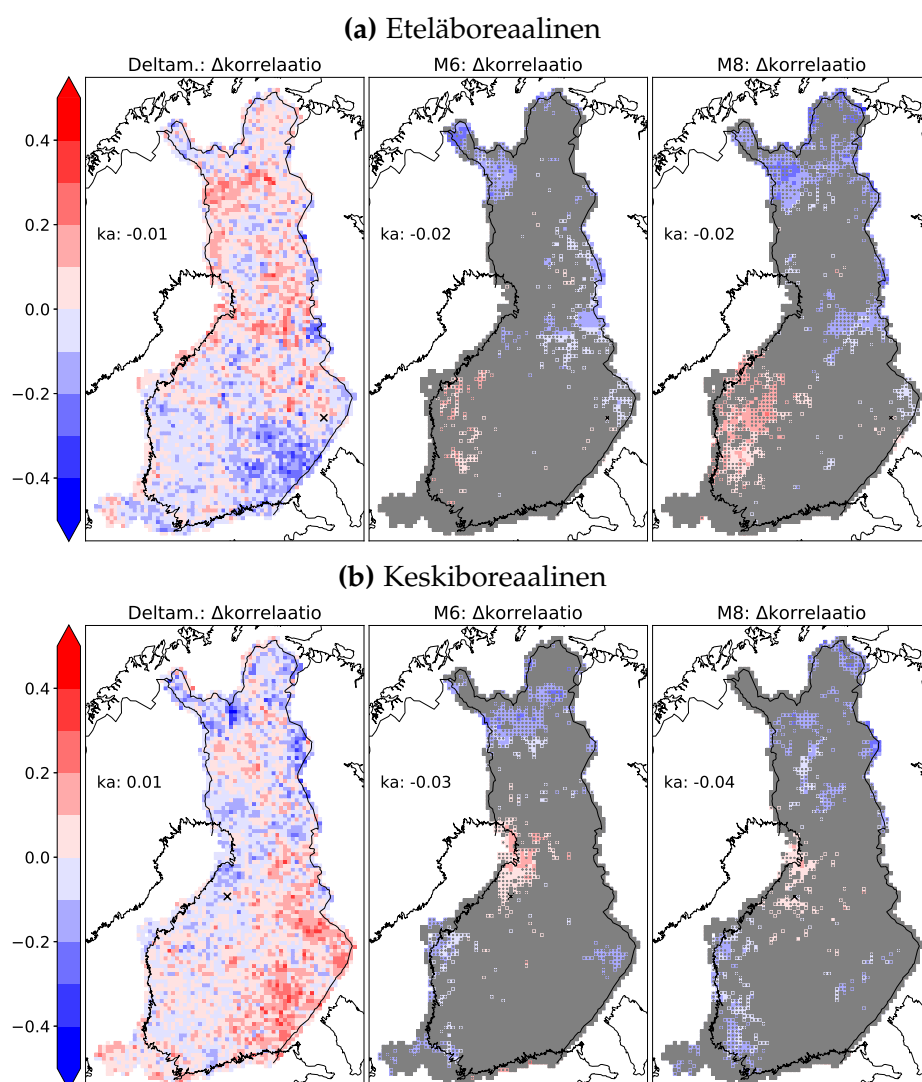 (a) Eteläboreaalinen
Deltam.: Δkorrelaatio
M6: Δkorrelaatio
M8: Δkorrelaatio
0.4
0.2
0.0
−0.2
−0.4
ka: -0.01
ka: -0.02
ka: -0.02
(b) Keskiboreaalinen
Deltam.: Δkorrelaatio
M6: Δkorrelaatio
M8: Δkorrelaatio
0.4
0.2
0.0
−0.2
−0.4
ka: 0.01
ka: -0.03
ka: -0.04